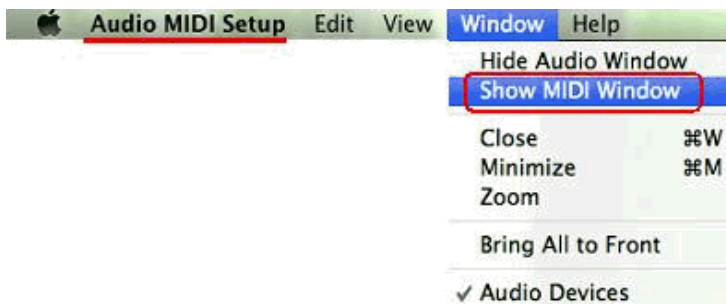 Audio MIDI Setup Edit View Window Help
Hide Audio Window
Show MIDI Window
Close ⌘W
Minimize ⌘M
Zoom
Bring All to Front
✓ Audio Devices